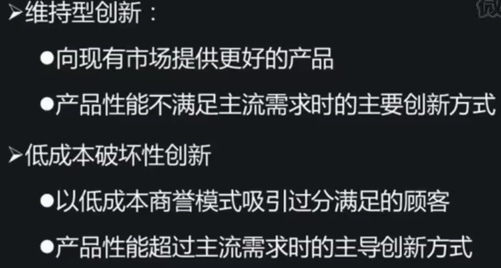 ➢维持型创新：
●向现有市场提供更好的产品
●产品性能不满足主流需求时的主要创新方式
➢低成本破坏性创新
●以低成本商誉模式吸引过分满足的顾客
●产品性能超过主流需求时的主导创新方式